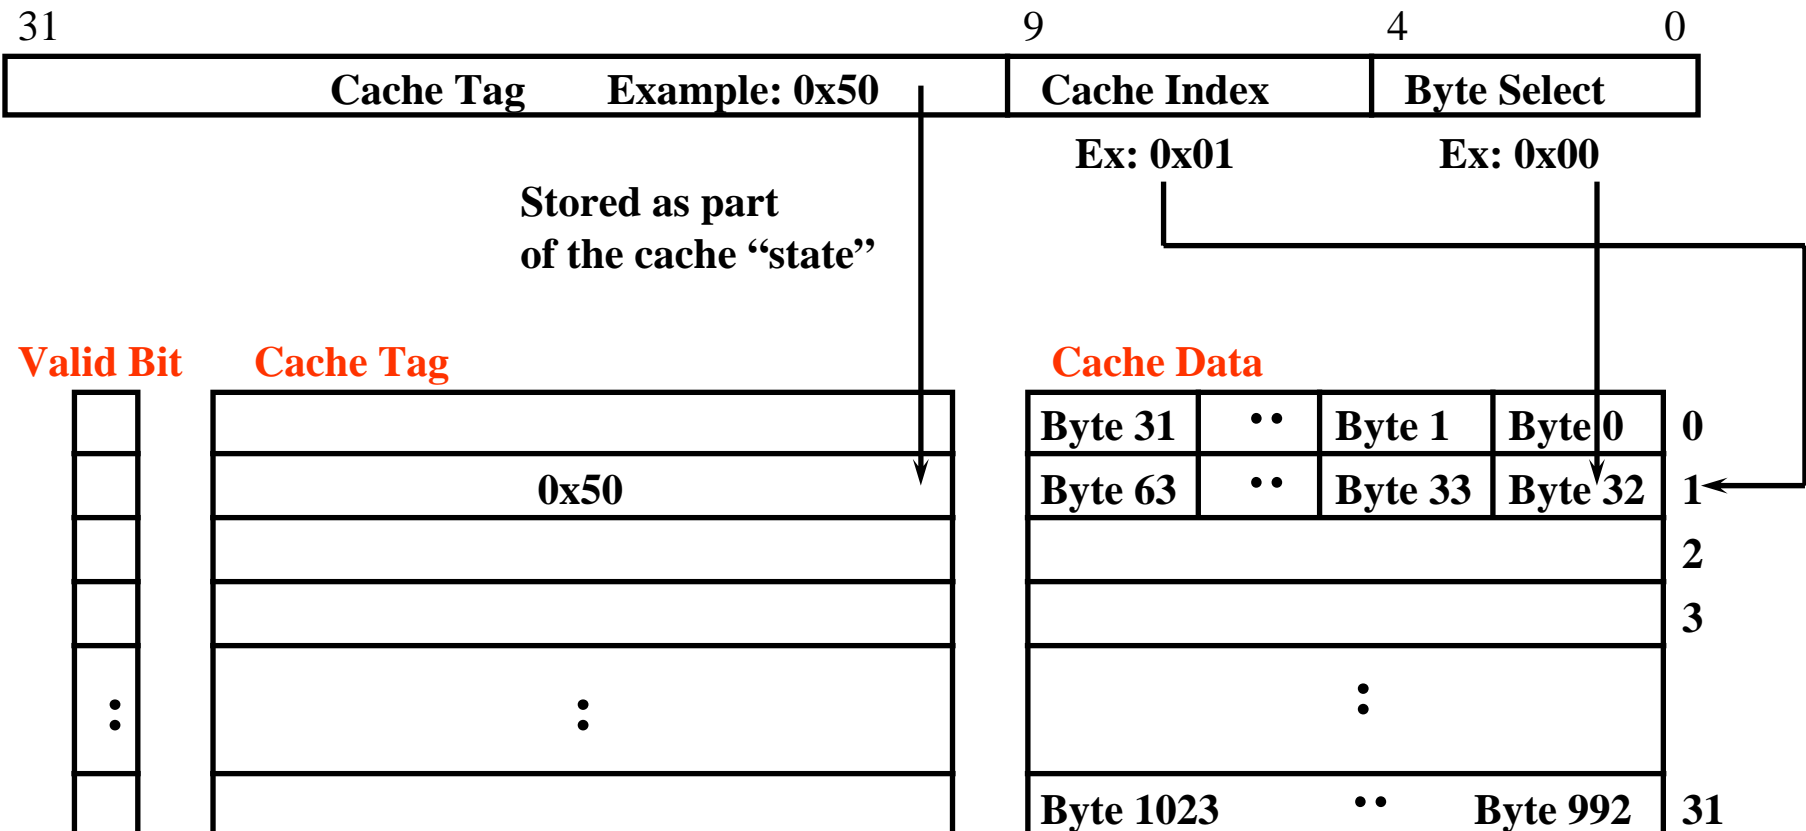 31 9 4 0
Cache Tag Example: 0x50 Cache Index Byte Select
Ex: 0x01 Ex: 0x00
Stored as part
of the cache “state”
Valid Bit Cache Tag Cache Data
Byte 31 •• Byte 1 Byte 0 0
0x50 Byte 63 •• Byte 33 Byte 32 1
2
3
: : :
Byte 1023 •• Byte 992 31